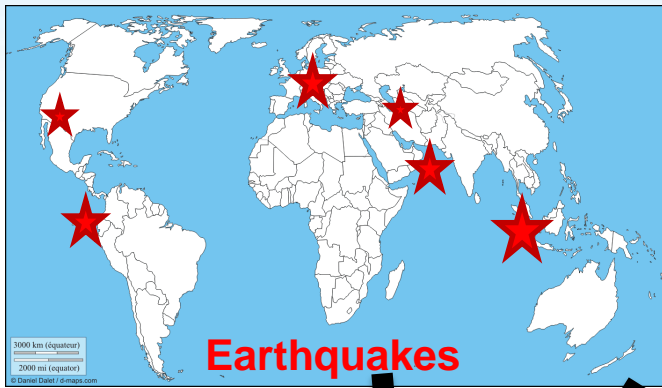 Earthquakes
3000 km (équateur)
2000 mi (equator)
© Daniel Dalet / d-maps.com